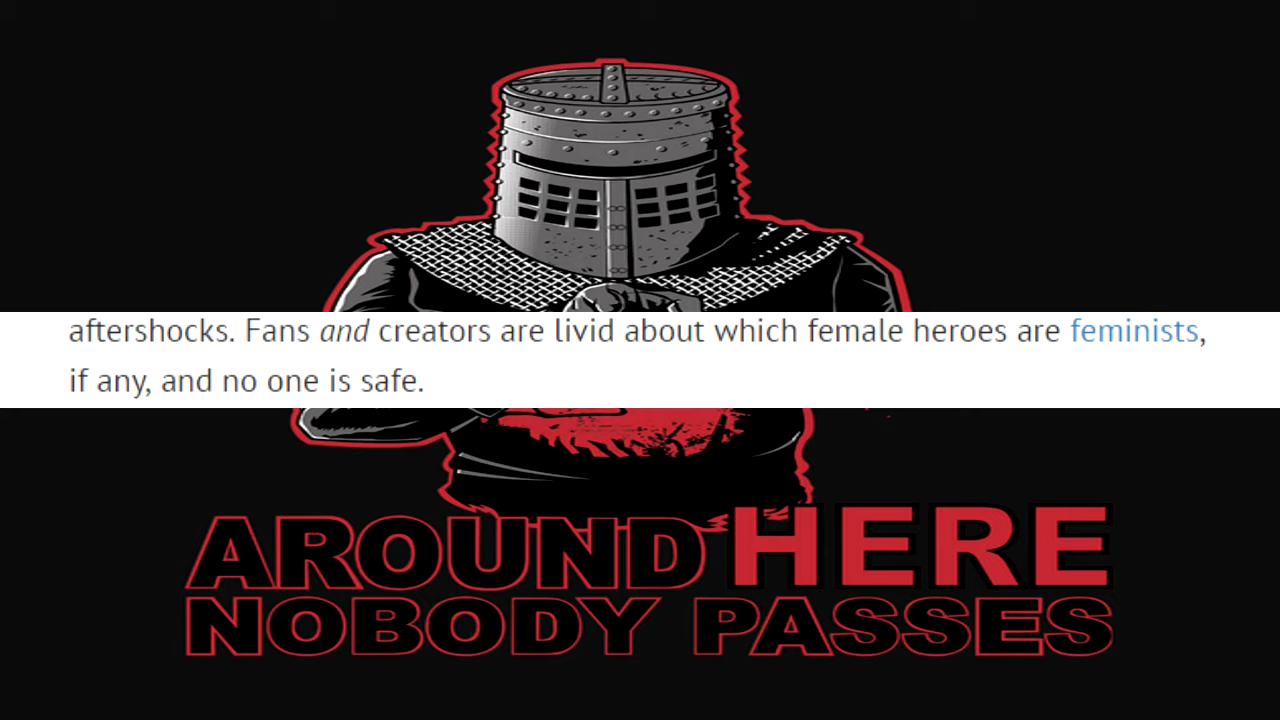 aftershocks. Fans and creators are livid about which female heroes are feminists,
if any, and no one is safe.
AROUND HERE
NOBODY PASSES